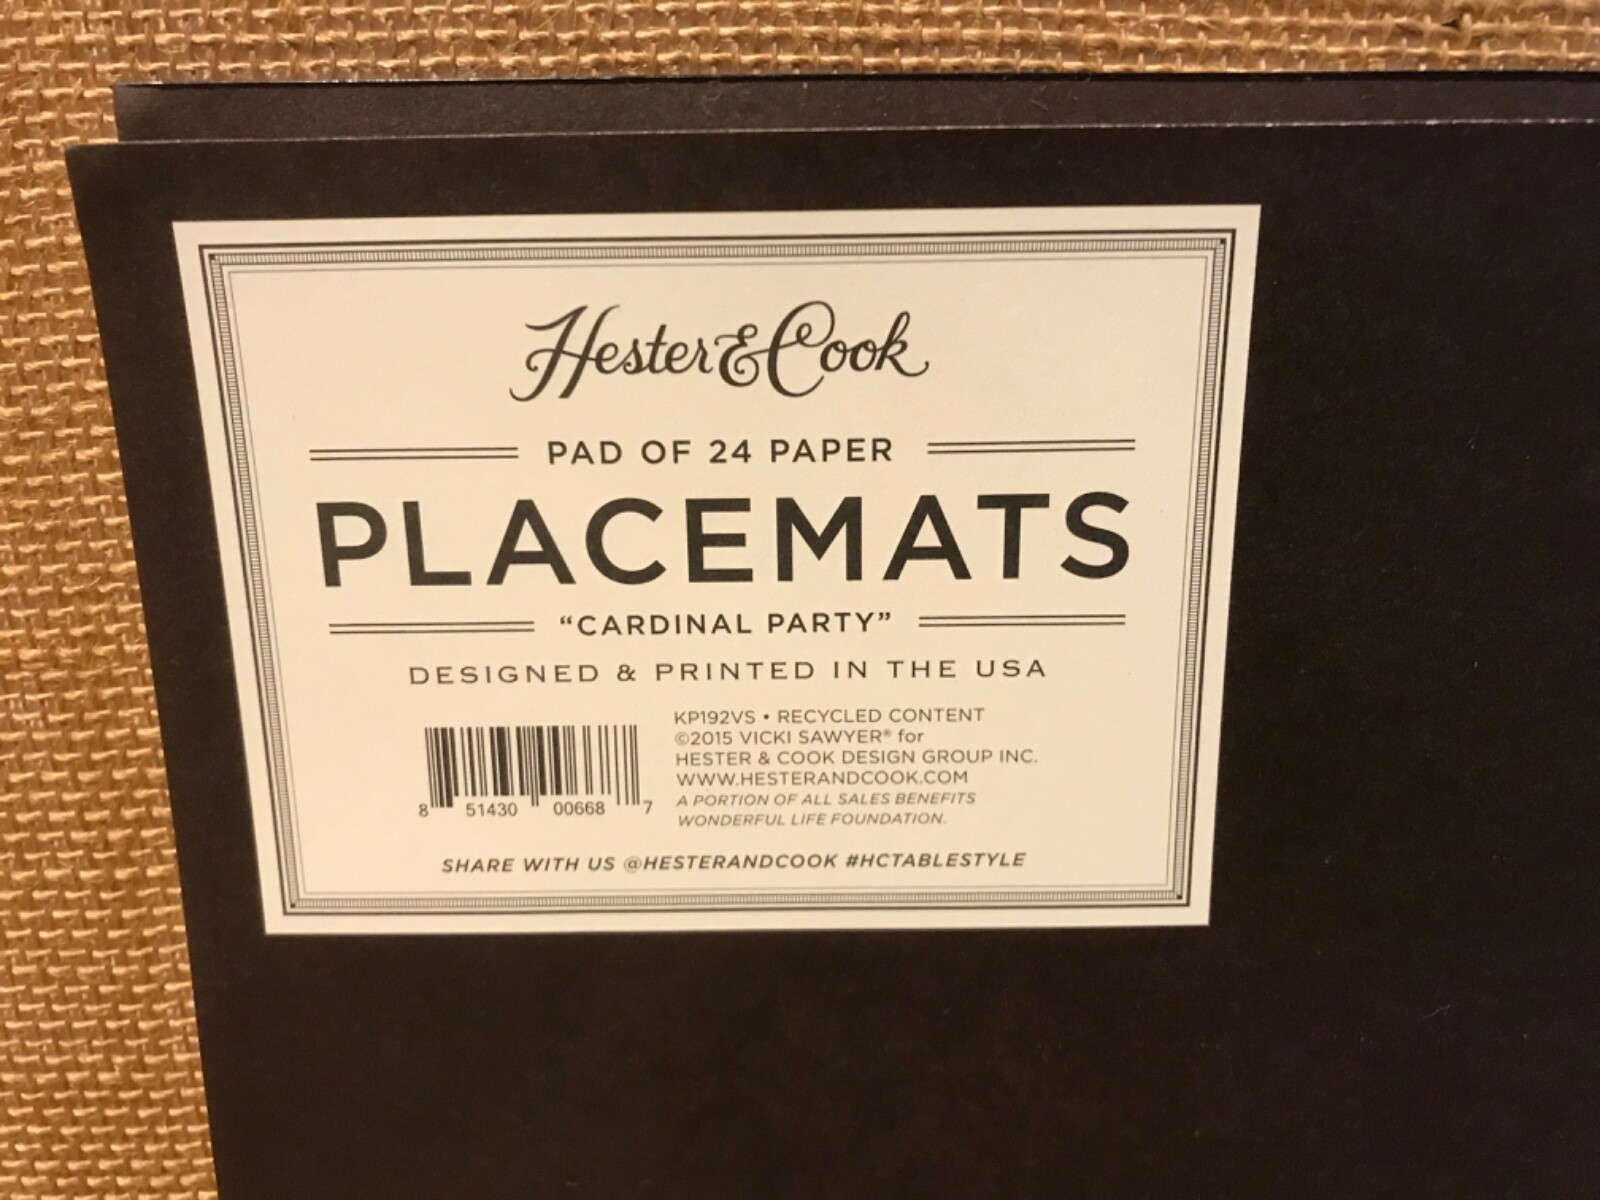 Hester & Cook
PAD OF 24 PAPER
PLACEMATS
“CARDINAL PARTY”
DESIGNED & PRINTED IN THE USA
KP192VS • RECYCLED CONTENT
©2015 VICKI SAWYER® for
HESTER & COOK DESIGN GROUP INC.
WWW.HESTERANDCOOK.COM
A PORTION OF ALL SALES BENEFITS
WONDERFUL LIFE FOUNDATION.
8 51430 00668 7
SHARE WITH US @HESTERANDCOOK #HCTABLESTYLE